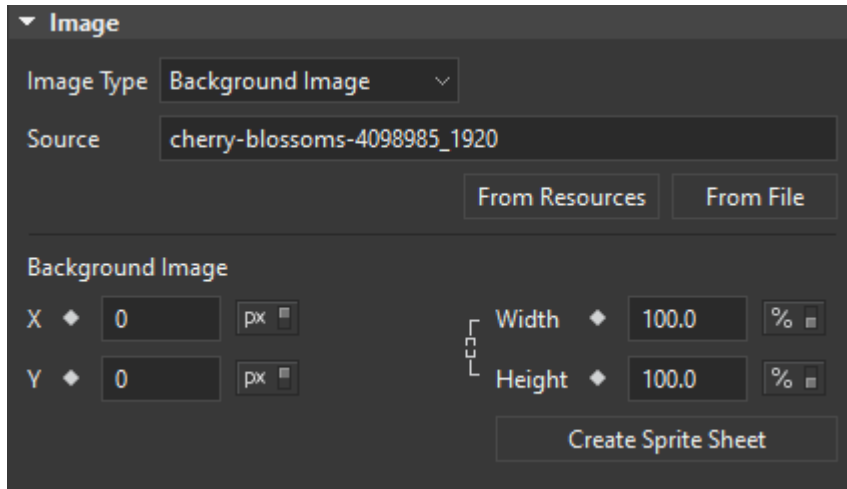 Image
Image Type Background Image
Source cherry-blossoms-4098985_1920
From Resources From File
Background Image
X 0 px Width 100.0 %
Y 0 px Height 100.0 %
Create Sprite Sheet